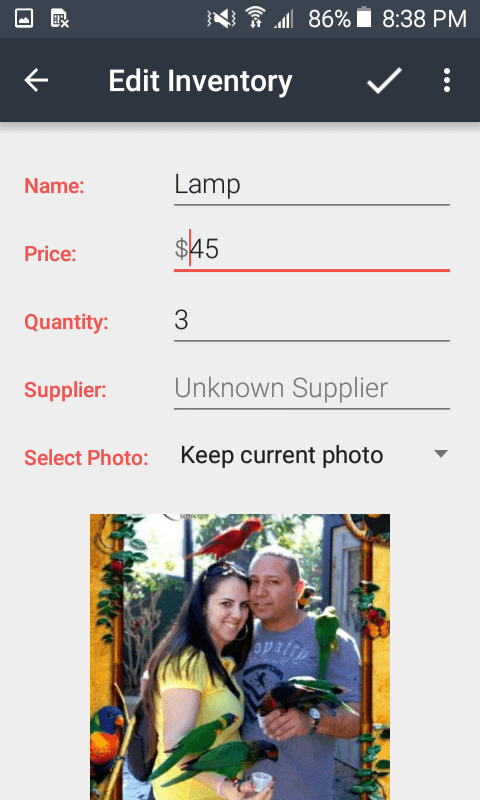 86% 8:38 PM
Edit Inventory
Name: Lamp
Price: $45
Quantity: 3
Supplier: Unknown Supplier
Select Photo: Keep current photo